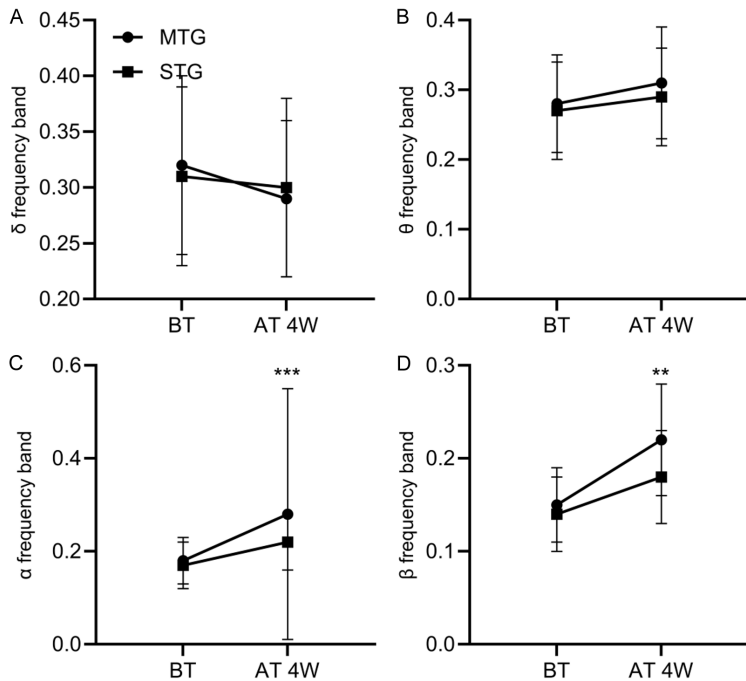 A
δ frequency band
0.45
0.40
0.35
0.30
0.25
0.20
MTG
STG
BT AT 4W
B
θ frequency band
0.4
0.3
0.2
0.1
0.0
BT AT 4W
C
α frequency band
0.6
0.4
0.2
0.0
***
BT AT 4W
D
β frequency band
0.3
0.2
0.1
0.0
**
BT AT 4W